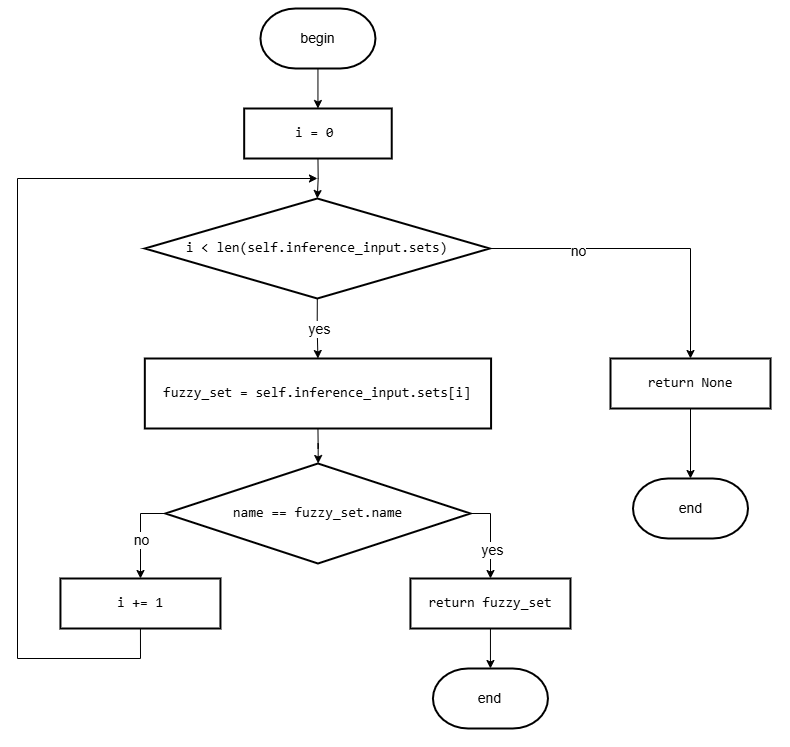 begin
i = 0
i < len(self.inference_input.sets)
no
yes
fuzzy_set = self.inference_input.sets[i]
return None
name == fuzzy_set.name
end
no
yes
i += 1
return fuzzy_set
end